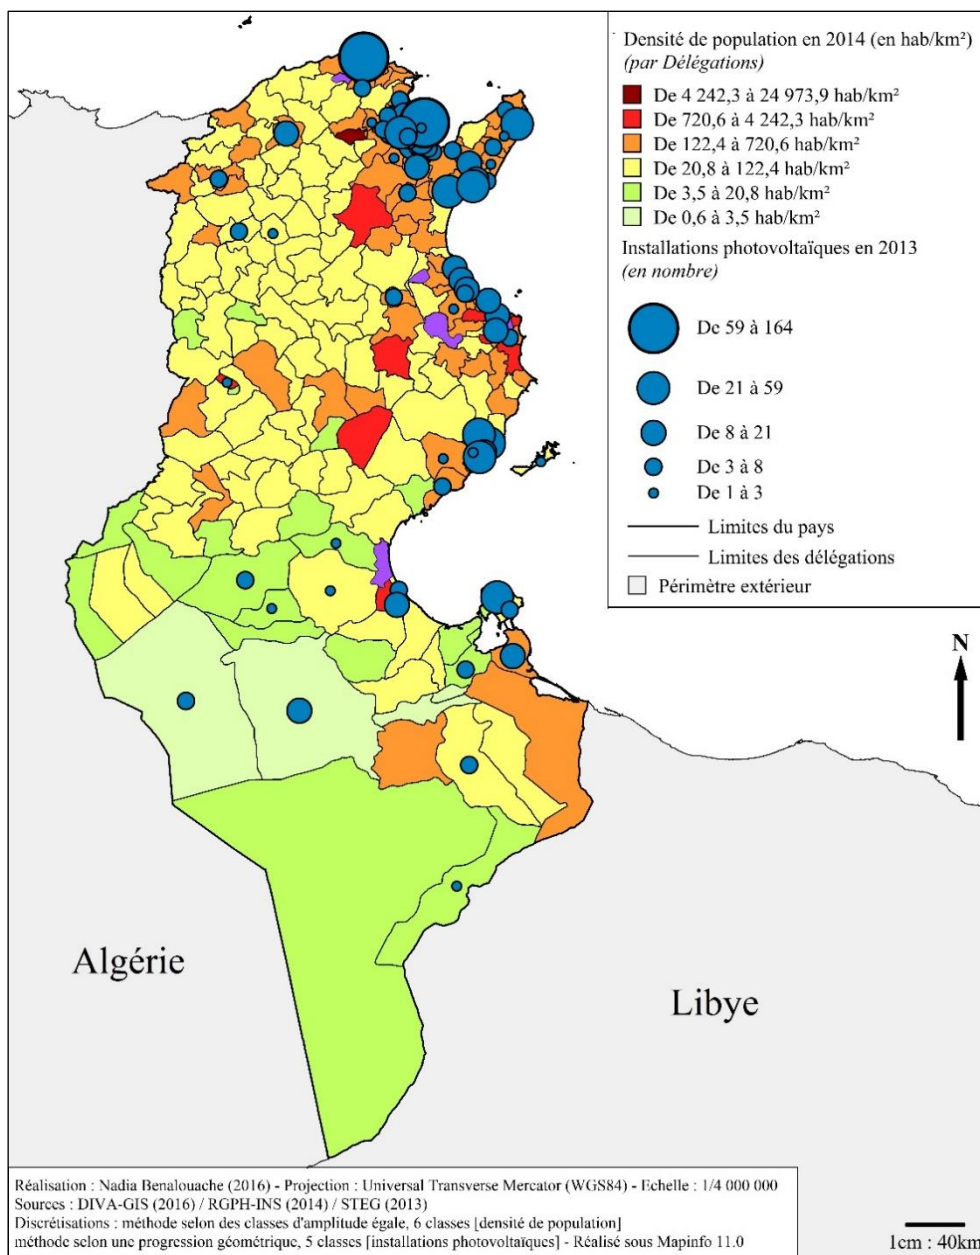 Densité de population en 2014 (en hab/km²)
(par Délégations)
De 4 242,3 à 24 973,9 hab/km²
De 720,6 à 4 242,3 hab/km²
De 122,4 à 720,6 hab/km²
De 20,8 à 122,4 hab/km²
De 3,5 à 20,8 hab/km²
De 0,6 à 3,5 hab/km²
Installations photovoltaïques en 2013
(en nombre)
De 59 à 164
De 21 à 59
De 8 à 21
De 3 à 8
De 1 à 3
Limites du pays
Limites des délégations
Périmètre extérieur
N
Algérie
Libye
Réalisation : Nadia Benalouache (2016) - Projection : Universal Transverse Mercator (WGS84) - Echelle : 1/4 000 000
Sources : DIVA-GIS (2016) / RGPH-INS (2014) / STEG (2013)
Discrétisations : méthode selon des classes d'amplitude égale, 6 classes [densité de population]
méthode selon une progression géométrique, 5 classes [installations photovoltaïques] - Réalisé sous Mapinfo 11.0
1cm : 40km